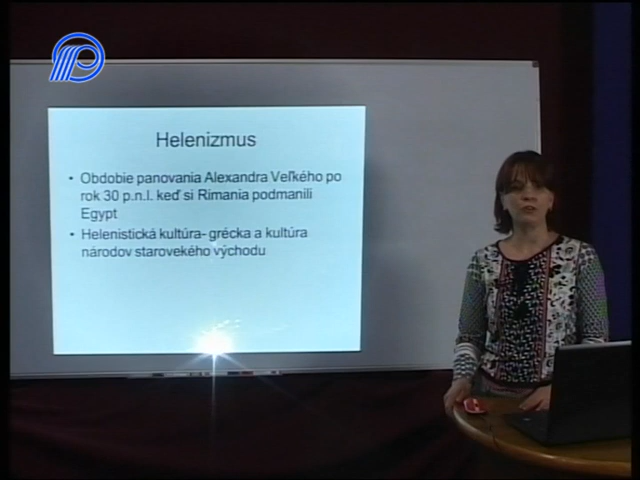 Helenizmus
• Obdobie panovania Alexandra Veľkého po
rok 30 p.n.l. keď si Rimania podmanili
Egypt
• Helenistická kultúra- grécka a kultúra
národov starovekého východu